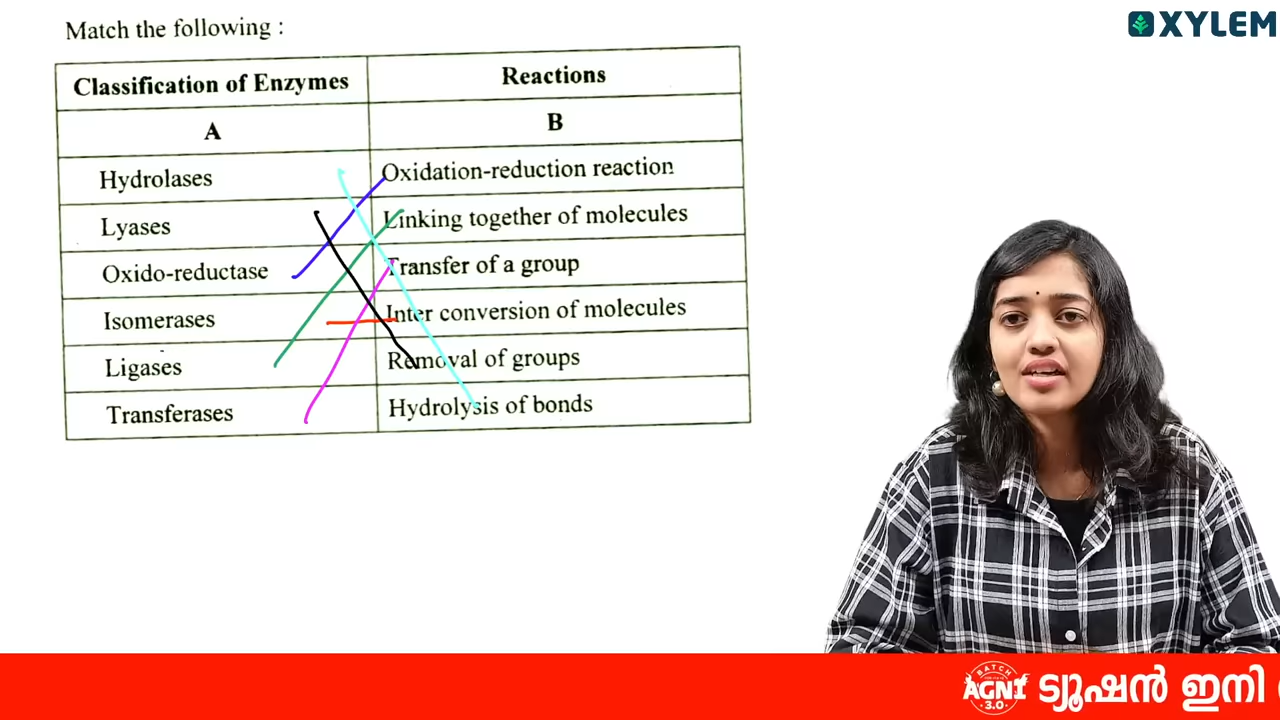 OXYLEM
Match the following :
Classification of Enzymes Reactions
A B
Hydrolases Oxidation-reduction reaction
Lyases Linking together of molecules
Oxido-reductase Transfer of a group
Isomerases Inter conversion of molecules
Ligases Removal of groups
Transferases Hydrolysis of bonds
BATCH
AGNI ട്യൂഷൻ ഇനി
3.0